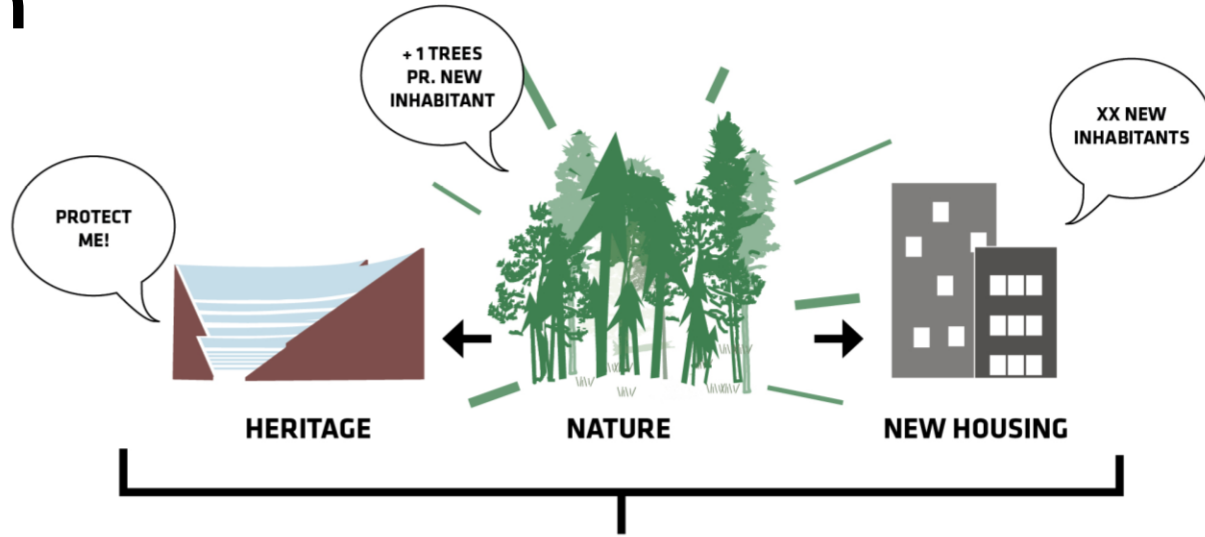 + 1 TREES
PR. NEW
INHABITANT
XX NEW
INHABITANTS
PROTECT
ME!
HERITAGE
NATURE
NEW HOUSING